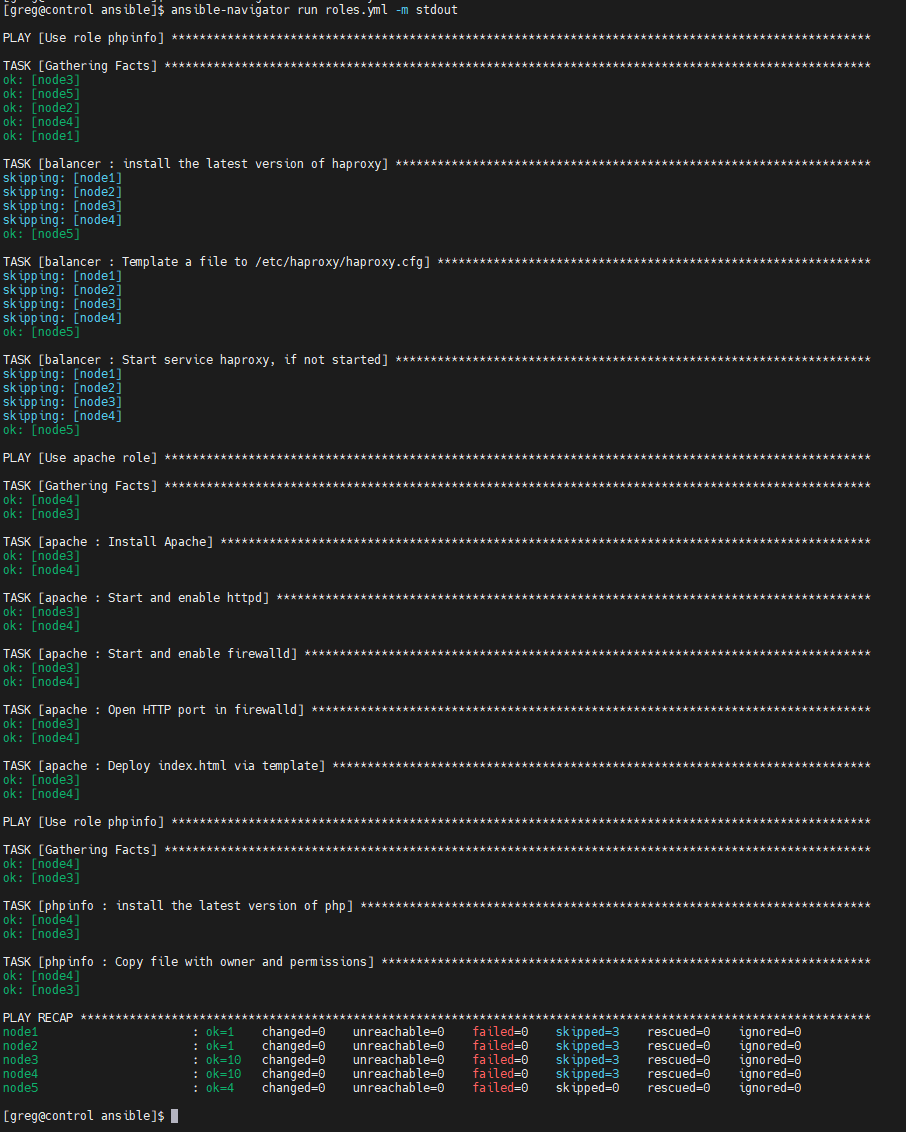 [greg@control ansible]$ ansible-navigator run roles.yml -m stdout
PLAY [Use role phpinfo] ****************************************************************************************************
TASK [Gathering Facts] *****************************************************************************************************
ok: [node3]
ok: [node5]
ok: [node2]
ok: [node4]
ok: [node1]
TASK [balancer : install the latest version of haproxy] ********************************************************************
skipping: [node1]
skipping: [node2]
skipping: [node3]
skipping: [node4]
ok: [node5]
TASK [balancer : Template a file to /etc/haproxy/haproxy.cfg] **************************************************************
skipping: [node1]
skipping: [node2]
skipping: [node3]
skipping: [node4]
ok: [node5]
TASK [balancer : Start service haproxy, if not started] ********************************************************************
skipping: [node1]
skipping: [node2]
skipping: [node3]
skipping: [node4]
ok: [node5]
PLAY [Use apache role] *****************************************************************************************************
TASK [Gathering Facts] *****************************************************************************************************
ok: [node4]
ok: [node3]
TASK [apache : Install Apache] *********************************************************************************************
ok: [node3]
ok: [node4]
TASK [apache : Start and enable httpd] *************************************************************************************
ok: [node3]
ok: [node4]
TASK [apache : Start and enable firewalld] *********************************************************************************
ok: [node3]
ok: [node4]
TASK [apache : Open HTTP port in firewalld] ********************************************************************************
ok: [node3]
ok: [node4]
TASK [apache : Deploy index.html via template] *****************************************************************************
ok: [node3]
ok: [node4]
PLAY [Use role phpinfo] ****************************************************************************************************
TASK [Gathering Facts] *****************************************************************************************************
ok: [node4]
ok: [node3]
TASK [phpinfo : install the latest version of php] *************************************************************************
ok: [node4]
ok: [node3]
TASK [phpinfo : Copy file with owner and permissions] **********************************************************************
ok: [node4]
ok: [node3]
PLAY RECAP *****************************************************************************************************************
node1 : ok=1 changed=0 unreachable=0 failed=0 skipped=3 rescued=0 ignored=0
node2 : ok=1 changed=0 unreachable=0 failed=0 skipped=3 rescued=0 ignored=0
node3 : ok=10 changed=0 unreachable=0 failed=0 skipped=3 rescued=0 ignored=0
node4 : ok=10 changed=0 unreachable=0 failed=0 skipped=3 rescued=0 ignored=0
node5 : ok=4 changed=0 unreachable=0 failed=0 skipped=0 rescued=0 ignored=0
[greg@control ansible]$